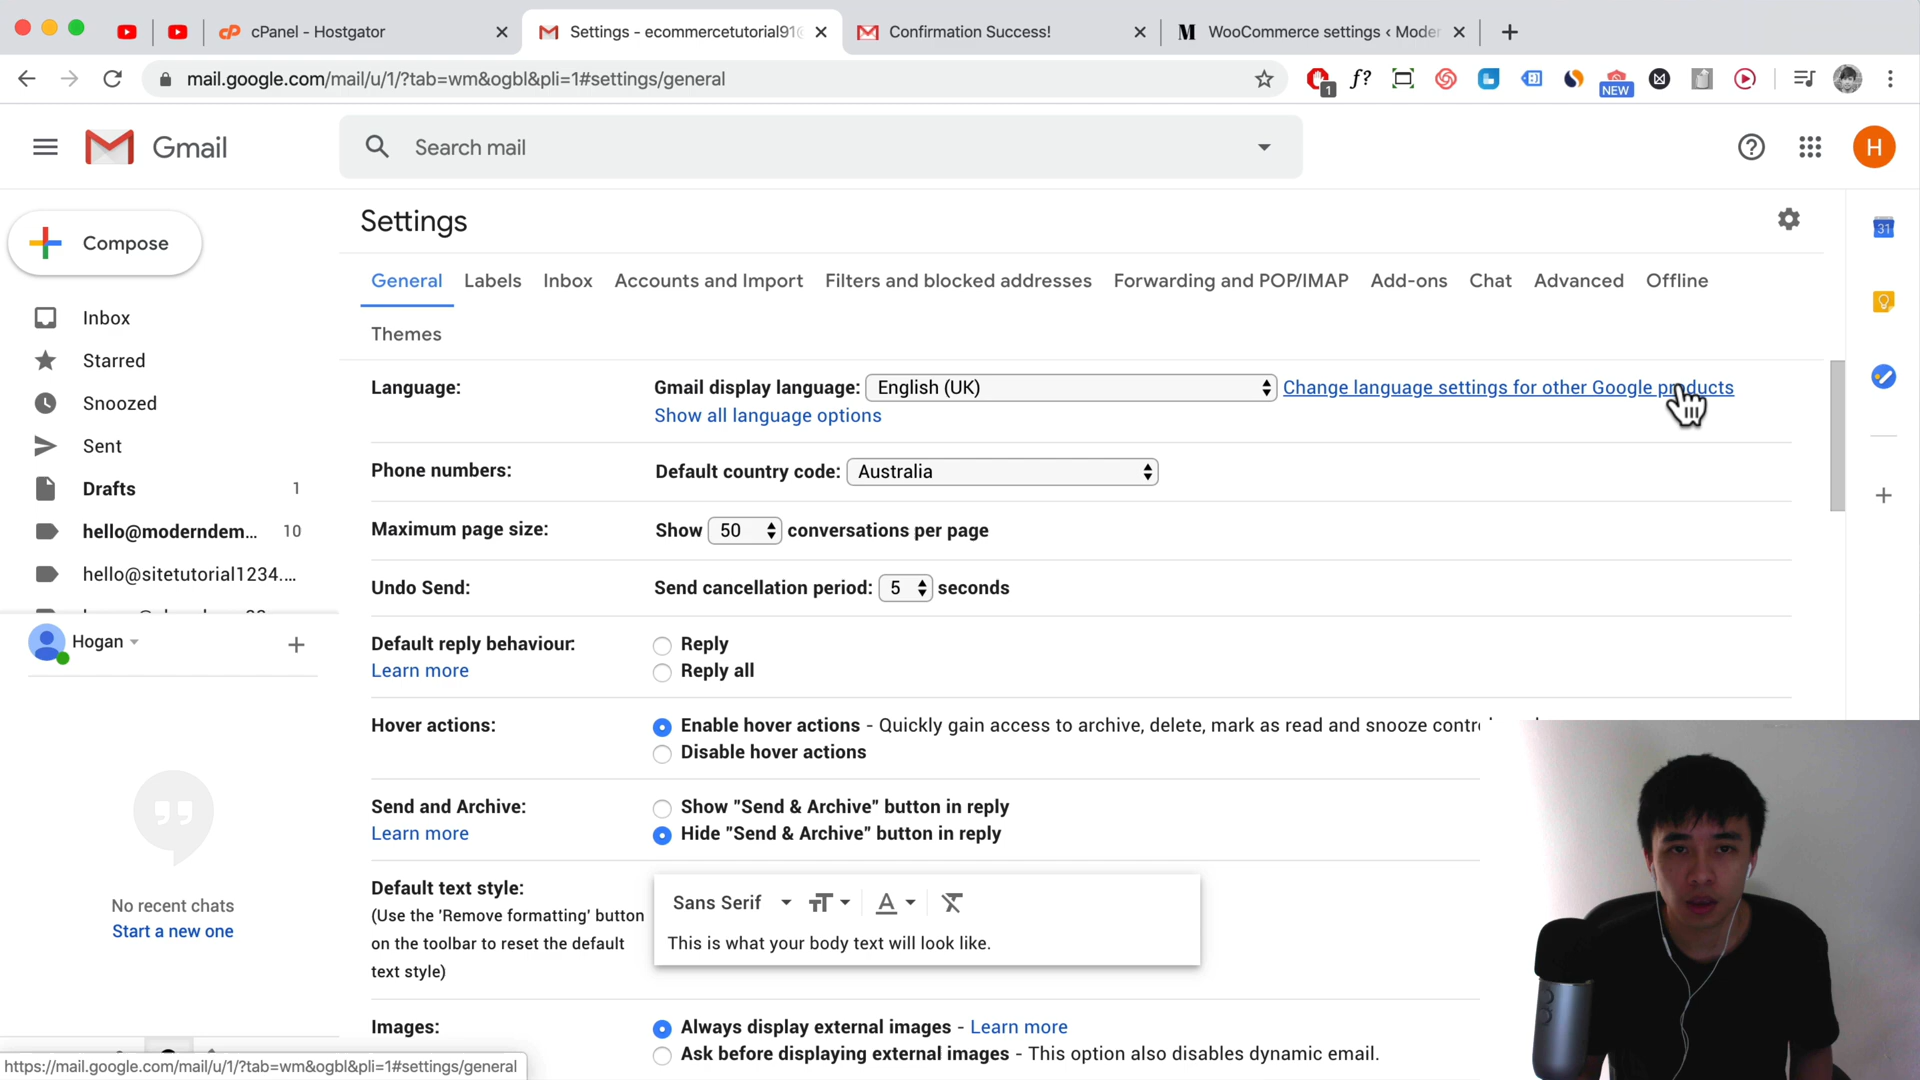 cPanel - Hostgator
Settings - ecommercetutorial91@
Confirmation Success!
WooCommerce settings ‹ Moder
mail.google.com/mail/u/1/?tab=wm&ogbl&pli=1#settings/general
1
f?
NEW
Gmail
Search mail
H
Compose
Settings
31
General Labels Inbox Accounts and Import Filters and blocked addresses Forwarding and POP/IMAP Add-ons Chat Advanced Offline
Themes
Inbox
Starred
Snoozed
Sent
Drafts 1
hello@moderndem... 10
hello@sitetutorial1234....
Hogan
No recent chats
Start a new one
Language:
Gmail display language: English (UK) Change language settings for other Google products
Show all language options
Phone numbers:
Default country code: Australia
Maximum page size:
Show 50 conversations per page
Undo Send:
Send cancellation period: 5 seconds
Default reply behaviour:
Learn more
Reply
Reply all
Hover actions:
Enable hover actions - Quickly gain access to archive, delete, mark as read and snooze contr
Disable hover actions
Send and Archive:
Learn more
Show "Send & Archive" button in reply
Hide "Send & Archive" button in reply
Default text style:
(Use the 'Remove formatting' button
on the toolbar to reset the default
text style)
Sans Serif
This is what your body text will look like.
Images:
Always display external images - Learn more
Ask before displaying external images - This option also disables dynamic email.
https://mail.google.com/mail/u/1/?tab=wm&ogbl&pli=1#settings/general